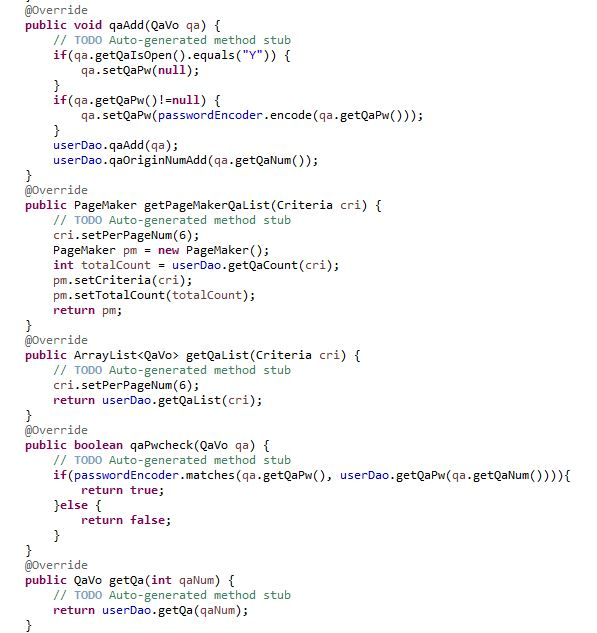 @Override
public void qaAdd(QaVo qa) {
    // TODO Auto-generated method stub
    if(qa.getQaIsOpen().equals("Y")) {
        qa.setQaPw(null);
    }
    if(qa.getQaPw()!=null) {
        qa.setQaPw(passwordEncoder.encode(qa.getQaPw()));
    }
    userDao.qaAdd(qa);
    userDao.qaOriginNumAdd(qa.getQaNum());
}
@Override
public PageMaker getPageMakerQaList(Criteria cri) {
    // TODO Auto-generated method stub
    cri.setPerPageNum(6);
    PageMaker pm = new PageMaker();
    int totalCount = userDao.getQaCount(cri);
    pm.setCriteria(cri);
    pm.setTotalCount(totalCount);
    return pm;
}
@Override
public ArrayList<QaVo> getQaList(Criteria cri) {
    // TODO Auto-generated method stub
    cri.setPerPageNum(6);
    return userDao.getQaList(cri);
}
@Override
public boolean qaPwcheck(QaVo qa) {
    // TODO Auto-generated method stub
    if(passwordEncoder.matches(qa.getQaPw(), userDao.getQaPw(qa.getQaNum()))){
        return true;
    }else {
        return false;
    }
}
@Override
public QaVo getQa(int qaNum) {
    // TODO Auto-generated method stub
    return userDao.getQa(qaNum);
}